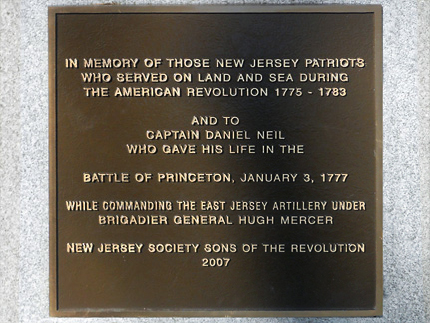 IN MEMORY OF THOSE NEW JERSEY PATRIOTS
WHO SERVED ON LAND AND SEA DURING
THE AMERICAN REVOLUTION 1775 - 1783
AND TO
CAPTAIN DANIEL NEIL
WHO GAVE HIS LIFE IN THE
BATTLE OF PRINCETON, JANUARY 3, 1777
WHILE COMMANDING THE EAST JERSEY ARTILLERY UNDER
BRIGADIER GENERAL HUGH MERCER
NEW JERSEY SOCIETY SONS OF THE REVOLUTION
2007